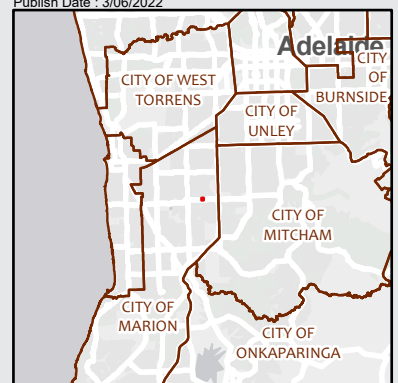 Publish Date : 3/06/2022
Adelaide
CITY OF WEST
TORRENS
CITY
OF
BURNSIDE
CITY OF
UNLEY
CITY OF
MITCHAM
CITY OF
MARION
CITY OF
ONKAPARINGA